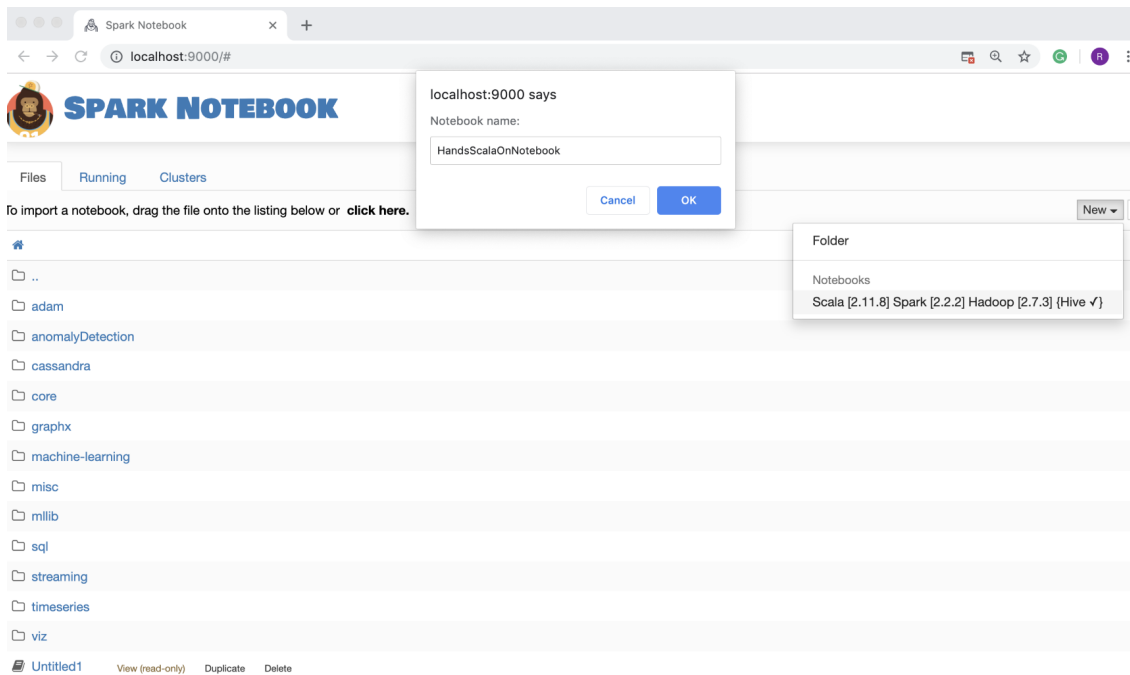 Spark Notebook
localhost:9000/#
R
SPARK NOTEBOOK
localhost:9000 says
Notebook name:
HandsScalaOnNotebook
Cancel OK
Files Running Clusters
To import a notebook, drag the file onto the listing below or click here.
New
Folder
Notebooks
Scala [2.11.8] Spark [2.2.2] Hadoop [2.7.3] {Hive ✓}
..
adam
anomalyDetection
cassandra
core
graphx
machine-learning
misc
mllib
sql
streaming
timeseries
viz
Untitled1 View (read-only) Duplicate Delete